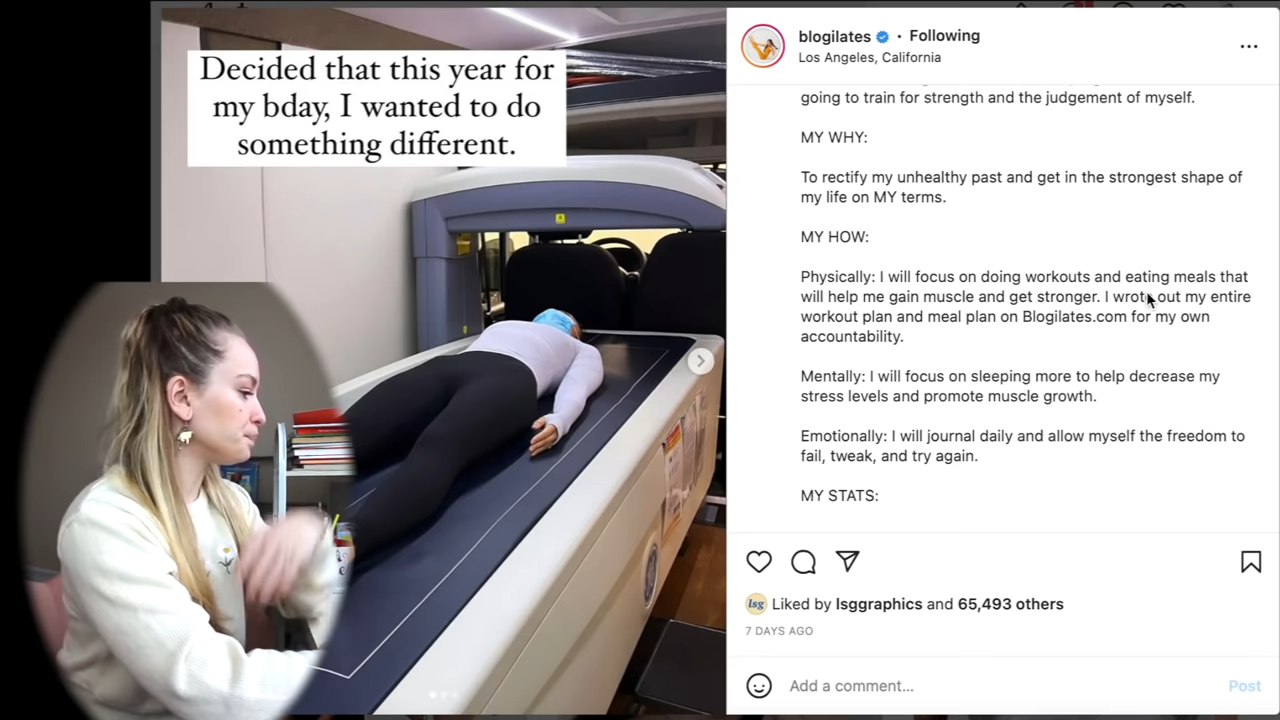 Decided that this year for
my bday, I wanted to do
something different.
blogilates • Following
Los Angeles, California
going to train for strength and the judgement of myself.
MY WHY:
To rectify my unhealthy past and get in the strongest shape of
my life on MY terms.
MY HOW:
Physically: I will focus on doing workouts and eating meals that
will help me gain muscle and get stronger. I wrote out my entire
workout plan and meal plan on Blogilates.com for my own
accountability.
Mentally: I will focus on sleeping more to help decrease my
stress levels and promote muscle growth.
Emotionally: I will journal daily and allow myself the freedom to
fail, tweak, and try again.
MY STATS:
lsg
Liked by lsggraphics and 65,493 others
7 DAYS AGO
Add a comment...
Post